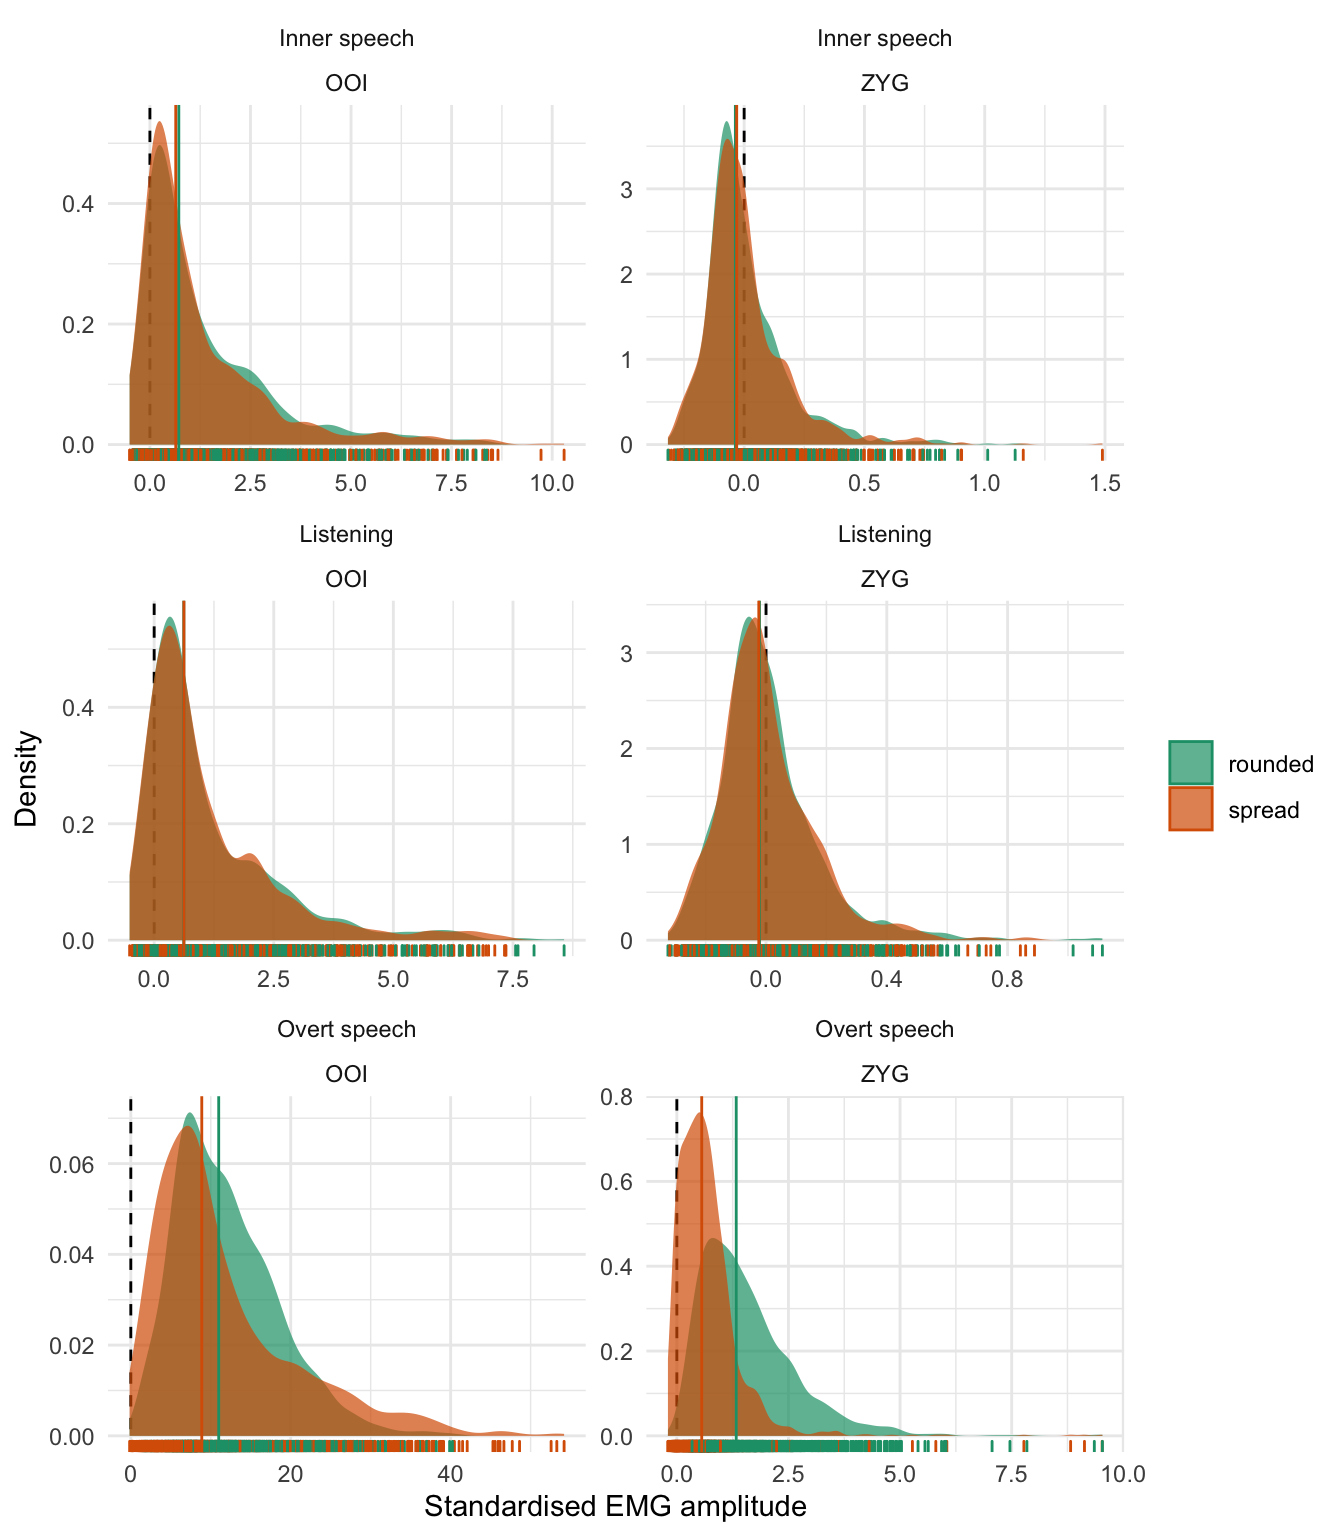 Inner speech
OOI
0.4
0.2
0.0
0.0 2.5 5.0 7.5 10.0
Inner speech
ZYG
3
2
1
0
0.0 0.5 1.0 1.5
Listening
OOI
0.4
0.2
0.0
0.0 2.5 5.0 7.5
Listening
ZYG
3
2
1
0
0.0 0.4 0.8
Overt speech
OOI
0.06
0.04
0.02
0.00
0 20 40
Overt speech
ZYG
0.8
0.6
0.4
0.2
0.0
0.0 2.5 5.0 7.5 10.0
Density
Standardised EMG amplitude
rounded
spread